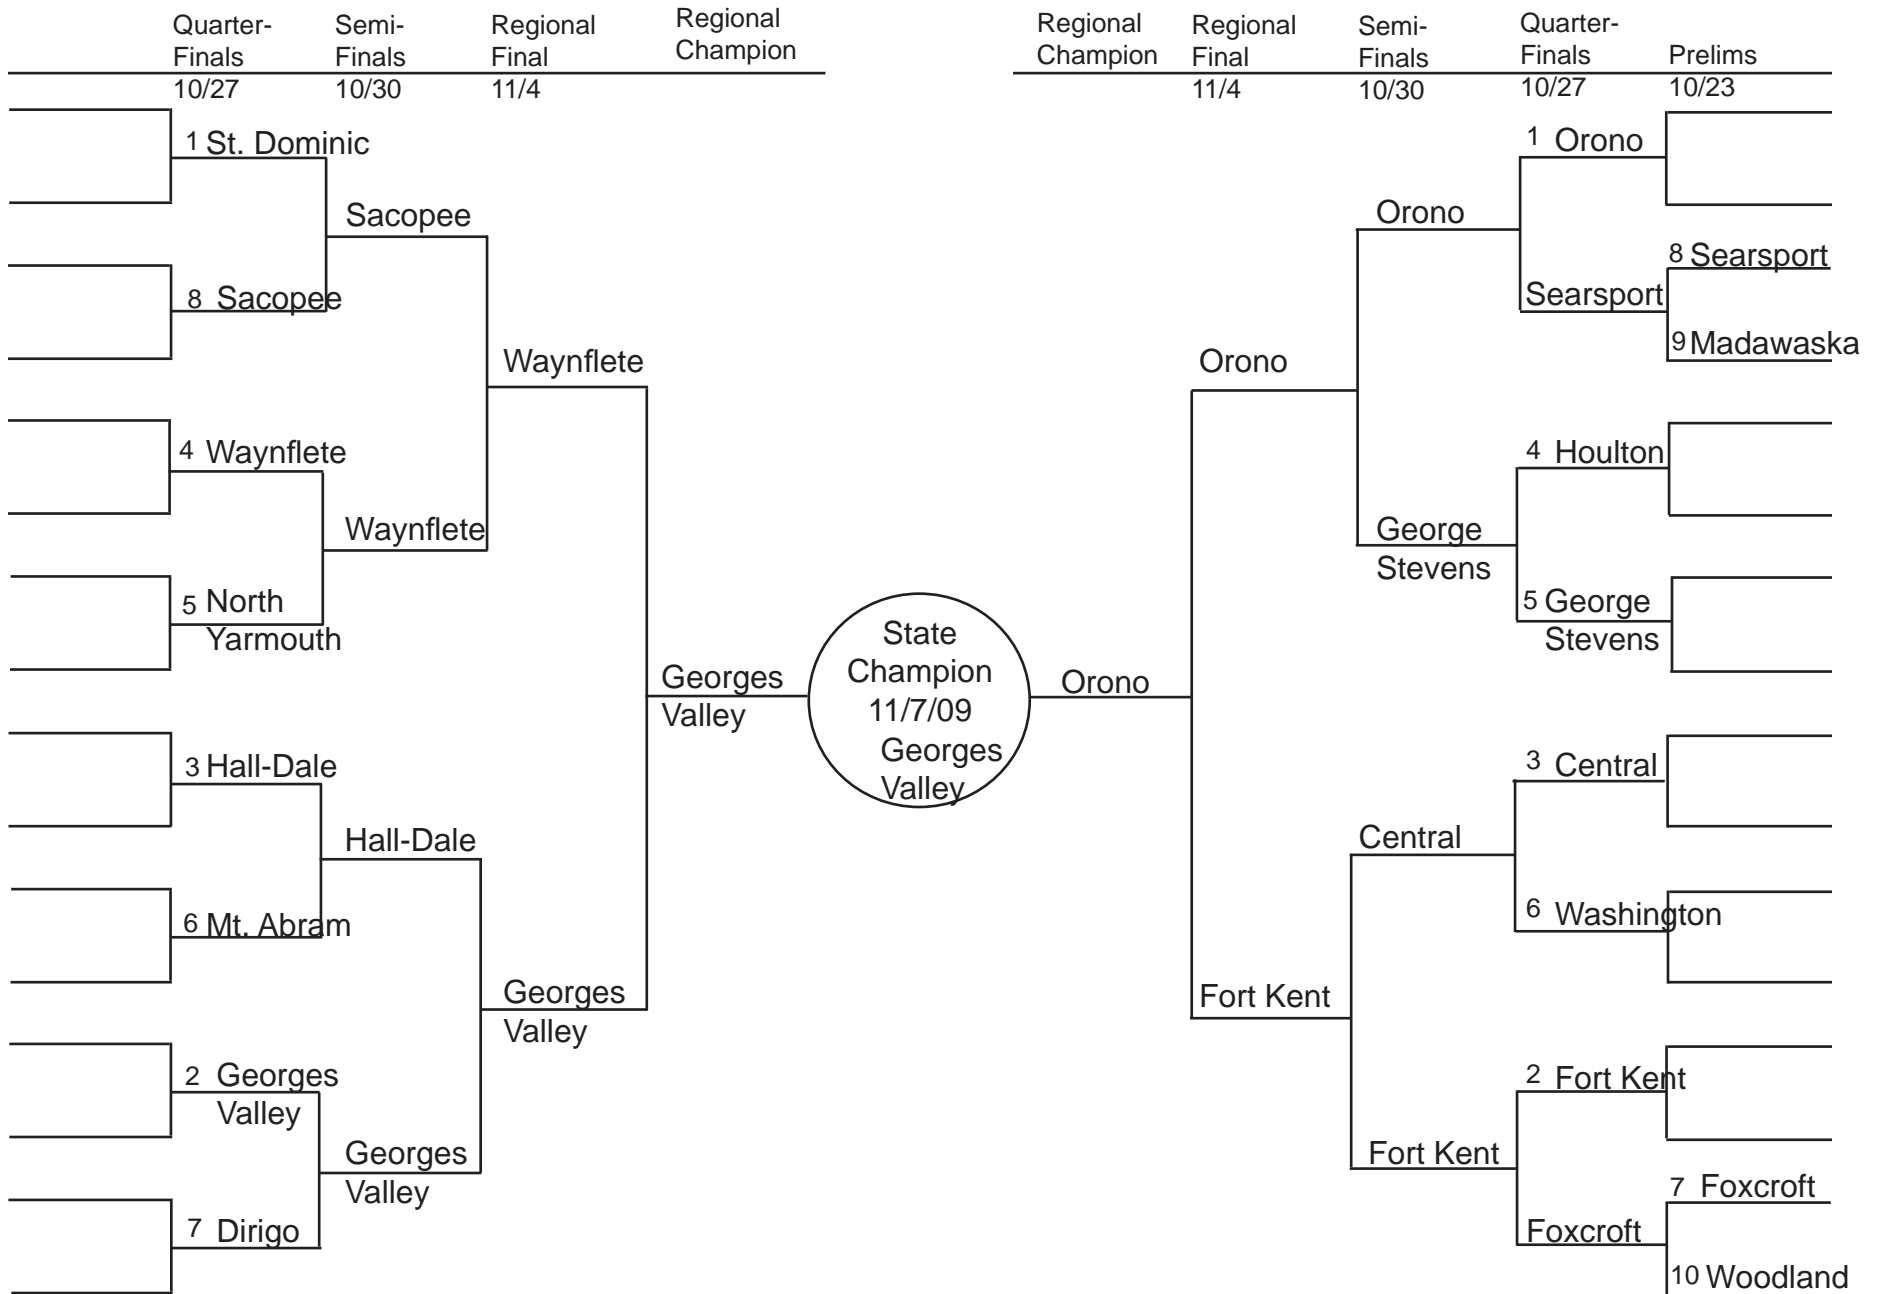 Quarter-
Finals
10/27
Semi-
Finals
10/30
Regional
Final
11/4
Regional
Champion
1 St. Dominic
8 Sacopee
4 Waynflete
5 North
Yarmouth
3 Hall-Dale
6 Mt. Abram
2 Georges
Valley
7 Dirigo
Sacopee
Waynflete
Hall-Dale
Georges
Valley
Waynflete
Georges
Valley
Georges
Valley
State
Champion
11/7/09
Georges
Valley
Regional
Champion
Regional
Final
11/4
Semi-
Finals
10/30
Quarter-
Finals
10/27
Prelims
10/23
Orono
Orono
Fort Kent
Orono
George
Stevens
Central
Fort Kent
1 Orono
Searsport
4 Houlton
5 George
Stevens
3 Central
6 Washington
2 Fort Kent
Foxcroft
8 Searsport
9 Madawaska
7 Foxcroft
10 Woodland